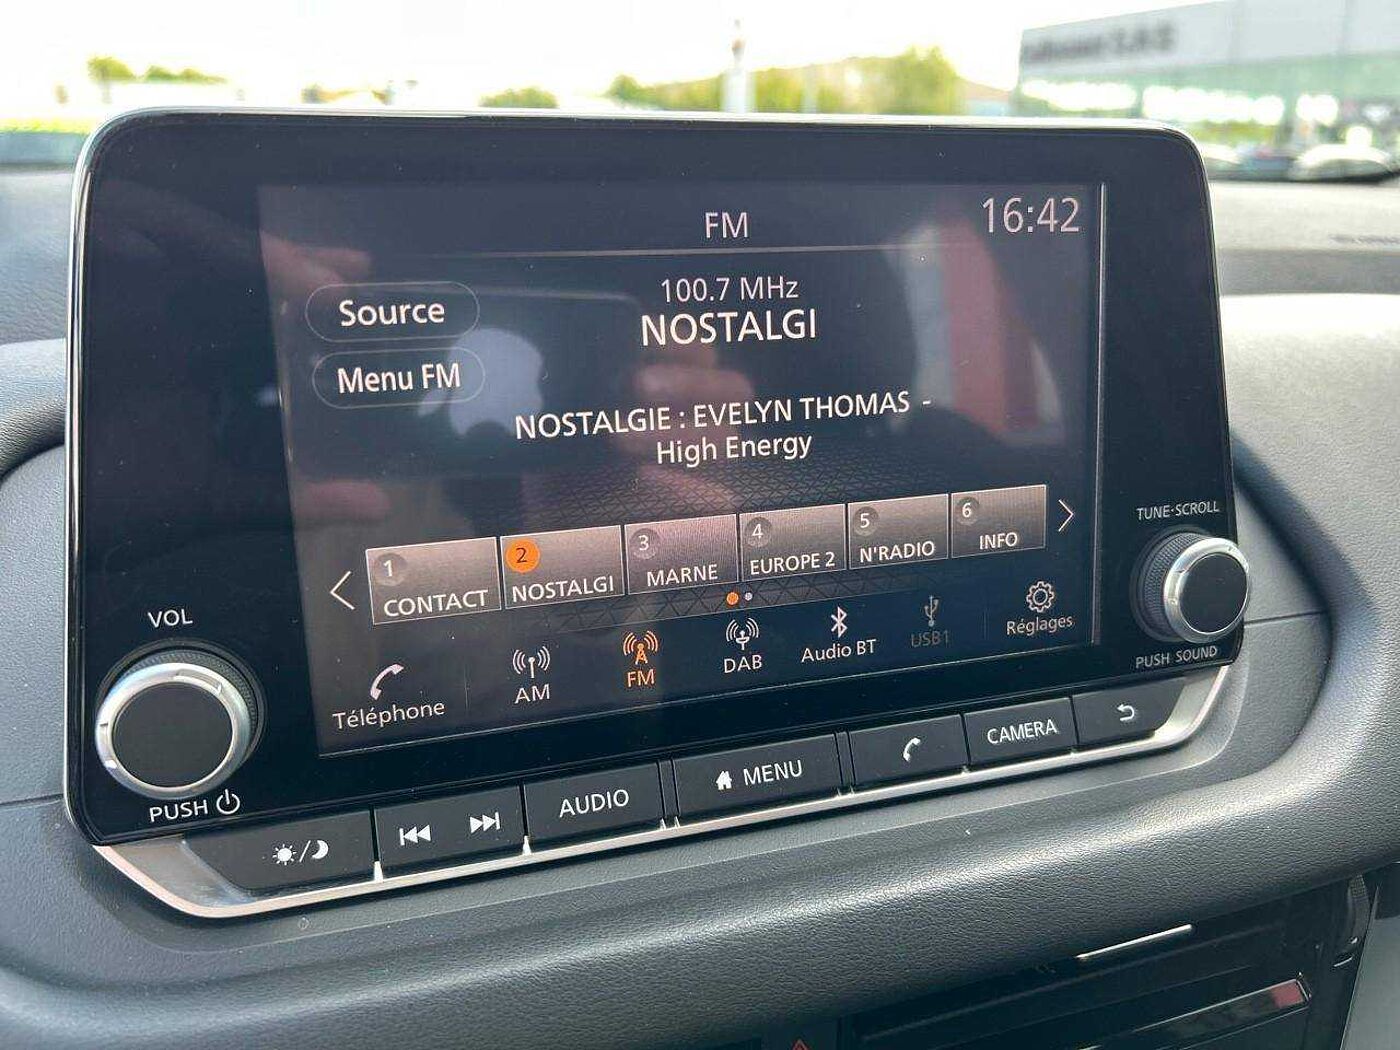 FM
16:42
Source
100.7 MHz
NOSTALGI
Menu FM
NOSTALGIE : EVELYN THOMAS -
High Energy
1
CONTACT
2
NOSTALGI
3
MARNE
4
EUROPE 2
5
N'RADIO
6
INFO
Téléphone
AM
FM
DAB
Audio BT
USB1
Réglages
VOL
PUSH
TUNE·SCROLL
PUSH SOUND
AUDIO
MENU
CAMERA